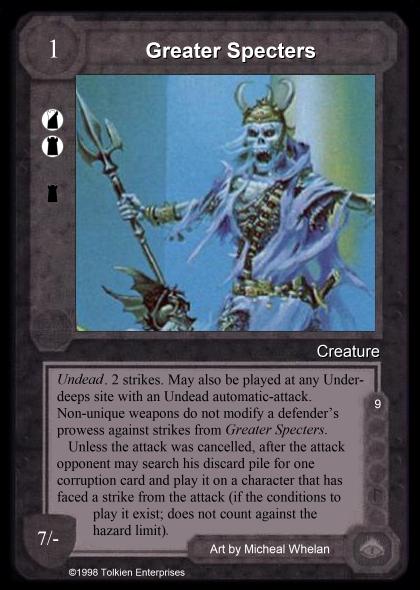 1
Greater Specters
Creature
Undead. 2 strikes. May also be played at any Under-
deeps site with an Undead automatic-attack.
Non-unique weapons do not modify a defender's
prowess against strikes from Greater Specters.
Unless the attack was cancelled, after the attack
opponent may search his discard pile for one
corruption card and play it on a character that has
faced a strike from the attack (if the conditions to
play it exist; does not count against the
hazard limit).
9
7/-
Art by Micheal Whelan
©1998 Tolkien Enterprises